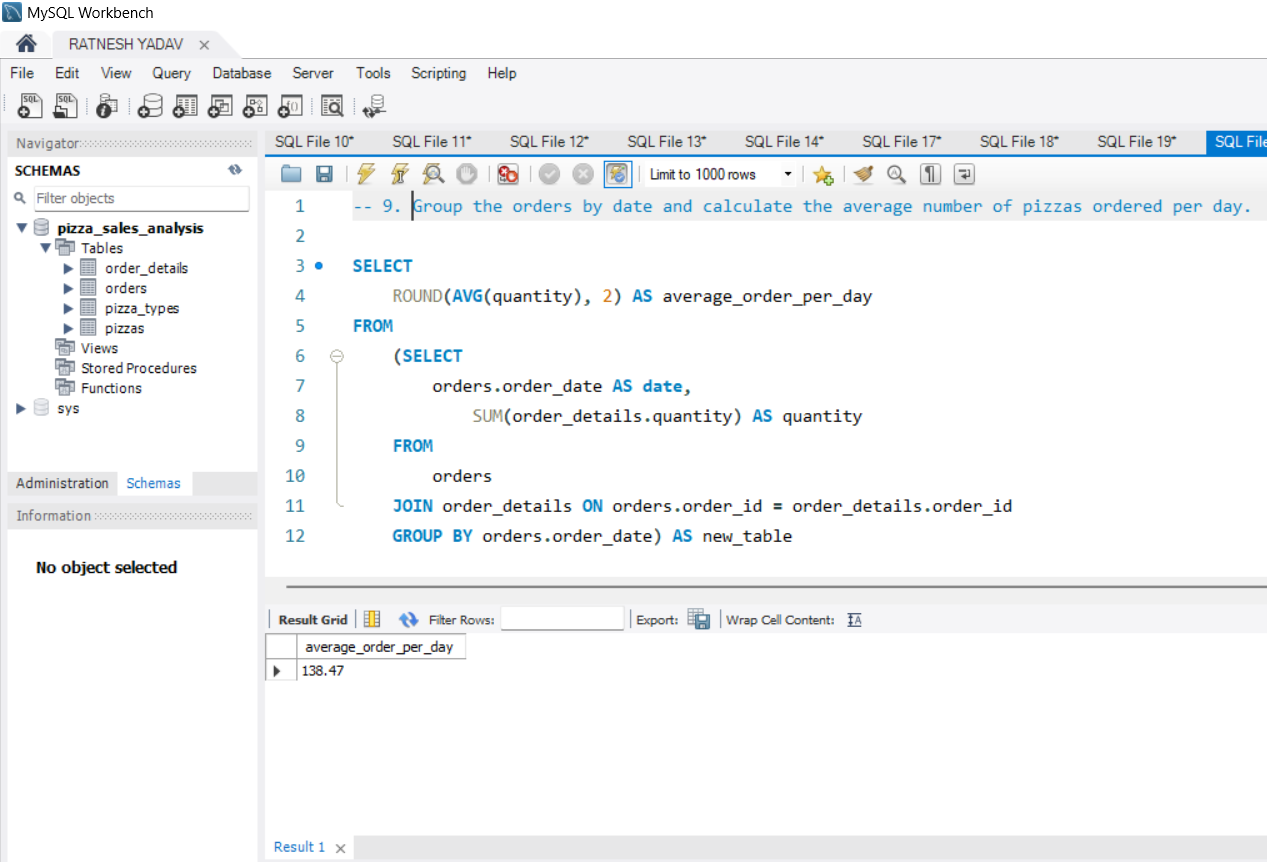 MySQL Workbench
RATNESH YADAV
File Edit View Query Database Server Tools Scripting Help
Navigator
SCHEMAS
Filter objects
pizza_sales_analysis
Tables
order_details
orders
pizza_types
pizzas
Views
Stored Procedures
Functions
sys
Administration Schemas
Information
No object selected
SQL File 10* SQL File 11* SQL File 12* SQL File 13* SQL File 14* SQL File 17* SQL File 18* SQL File 19* SQL File
Limit to 1000 rows
1 -- 9. Group the orders by date and calculate the average number of pizzas ordered per day.
2
3 SELECT
4 ROUND(AVG(quantity), 2) AS average_order_per_day
5 FROM
6 (SELECT
7 orders.order_date AS date,
8 SUM(order_details.quantity) AS quantity
9 FROM
10 orders
11 JOIN order_details ON orders.order_id = order_details.order_id
12 GROUP BY orders.order_date) AS new_table
Result Grid Filter Rows: Export: Wrap Cell Content:
average_order_per_day
138.47
Result 1